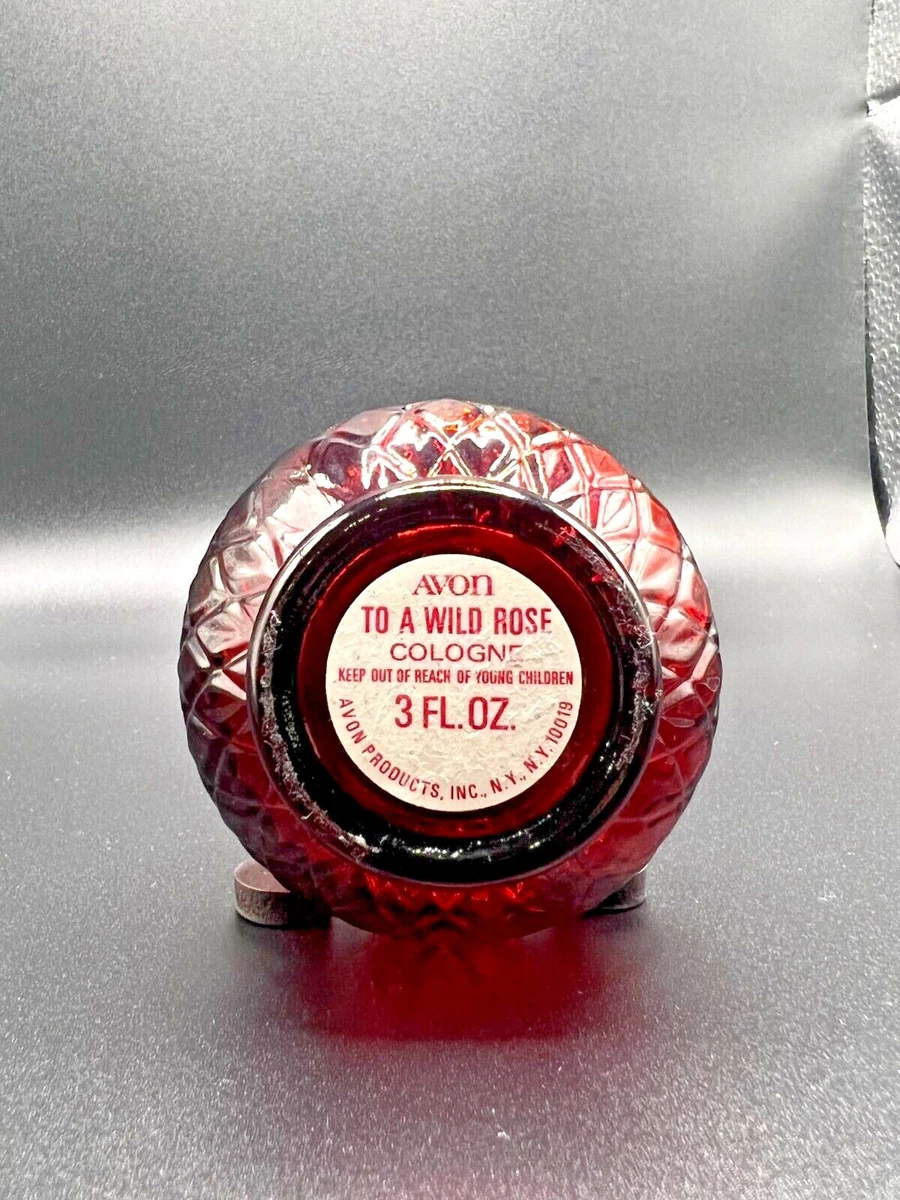 AVON
TO A WILD ROSE
COLOGNE
KEEP OUT OF REACH OF YOUNG CHILDREN
3 FL.OZ.
AVON PRODUCTS, INC., N.Y., N.Y. 10019